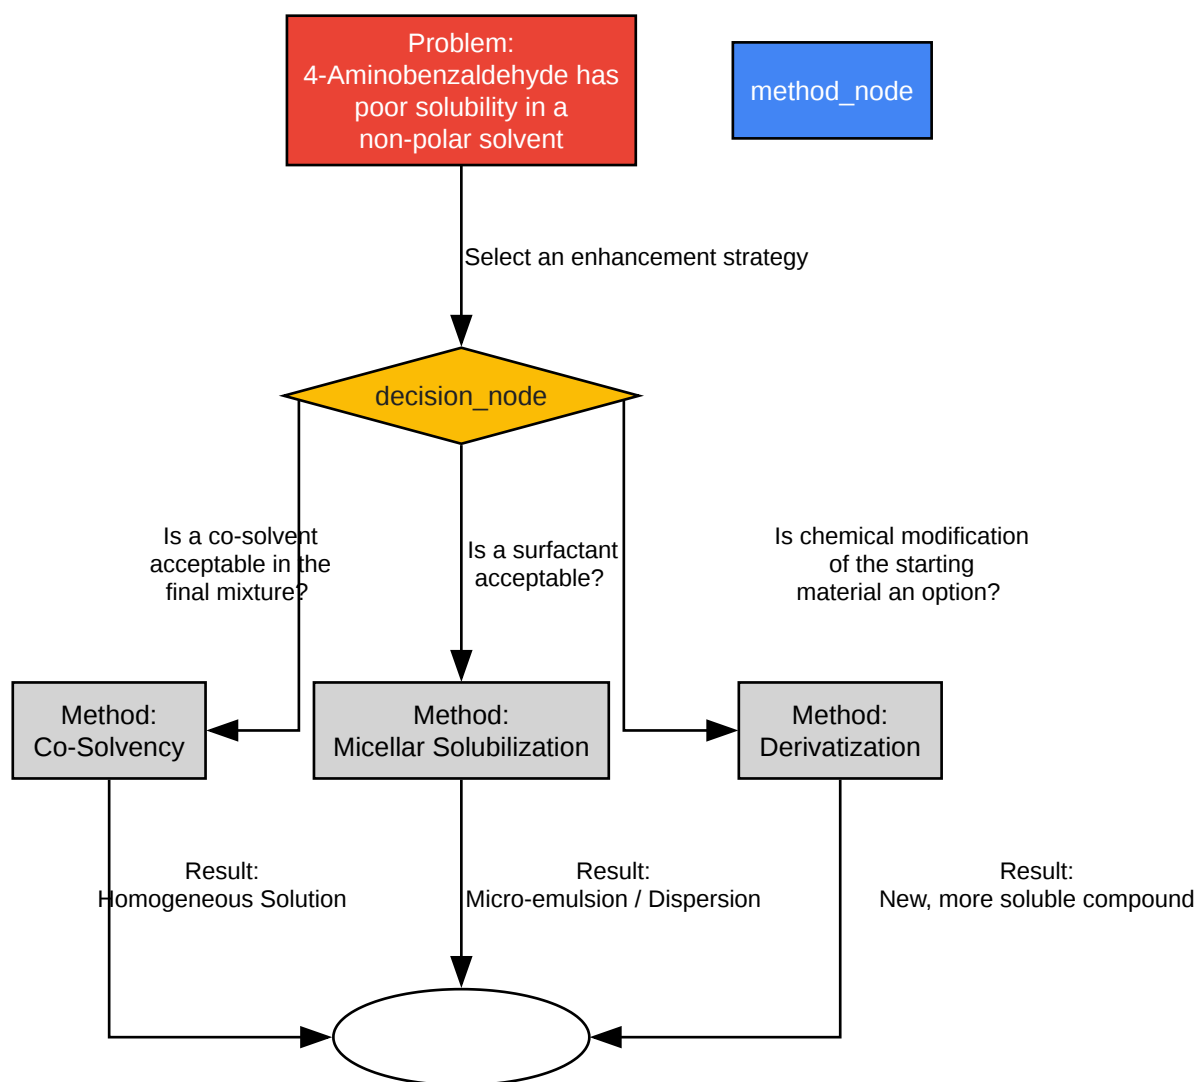 Problem:
4-Aminobenzaldehyde has
poor solubility in a
non-polar solvent
method_node
Select an enhancement strategy
decision_node
Is a co-solvent
acceptable in the
final mixture?
Is a surfactant
acceptable?
Is chemical modification
of the starting
material an option?
Method:
Co-Solvency
Method:
Micellar Solubilization
Method:
Derivatization
Result:
Homogeneous Solution
Result:
Micro-emulsion / Dispersion
Result:
New, more soluble compound